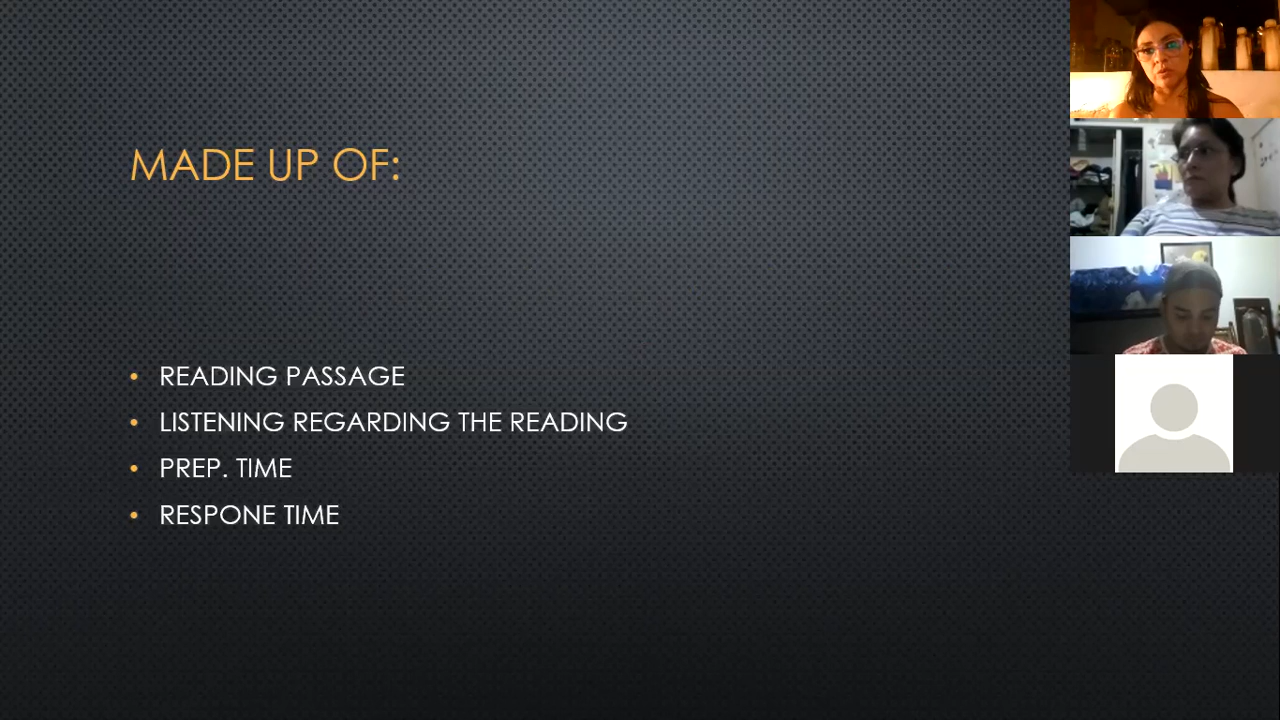 MADE UP OF:
• READING PASSAGE
• LISTENING REGARDING THE READING
• PREP. TIME
• RESPONE TIME